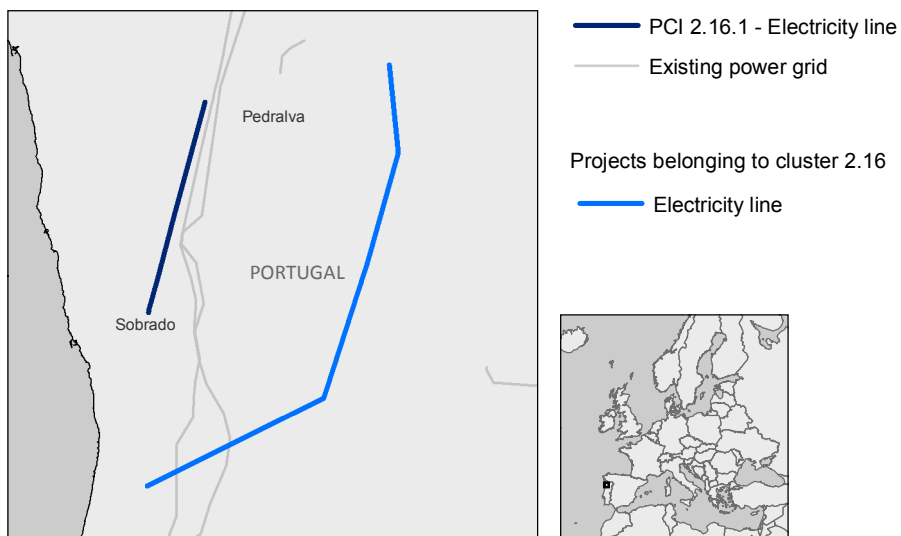 PCI 2.16.1 - Electricity line
Existing power grid
Pedralva
Projects belonging to cluster 2.16
Electricity line
PORTUGAL
Sobrado